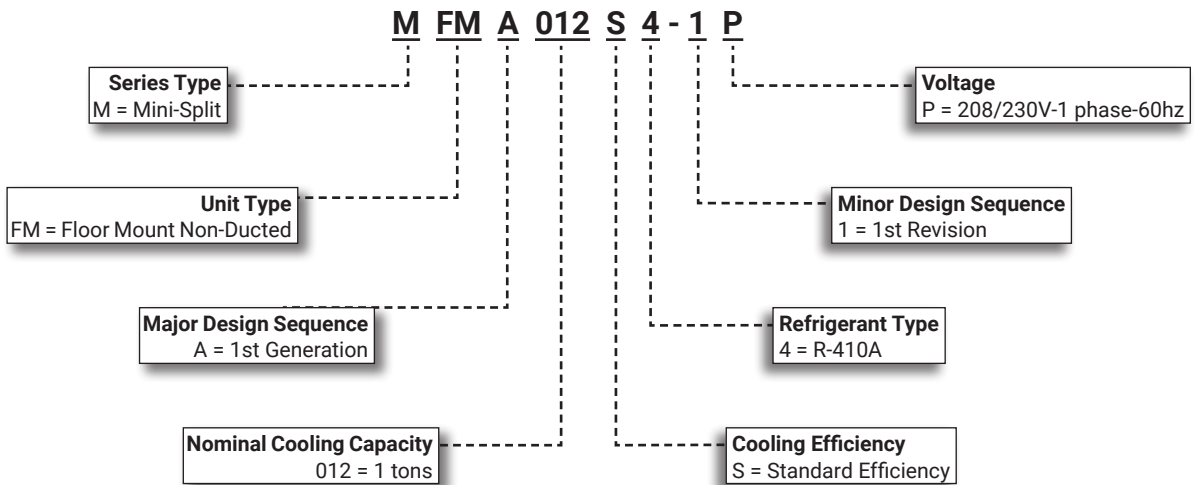 M FM A 012 S 4 - 1 P
Series Type
M = Mini-Split
Voltage
P = 208/230V-1 phase-60hz
Unit Type
FM = Floor Mount Non-Ducted
Minor Design Sequence
1 = 1st Revision
Major Design Sequence
A = 1st Generation
Refrigerant Type
4 = R-410A
Nominal Cooling Capacity
012 = 1 tons
Cooling Efficiency
S = Standard Efficiency